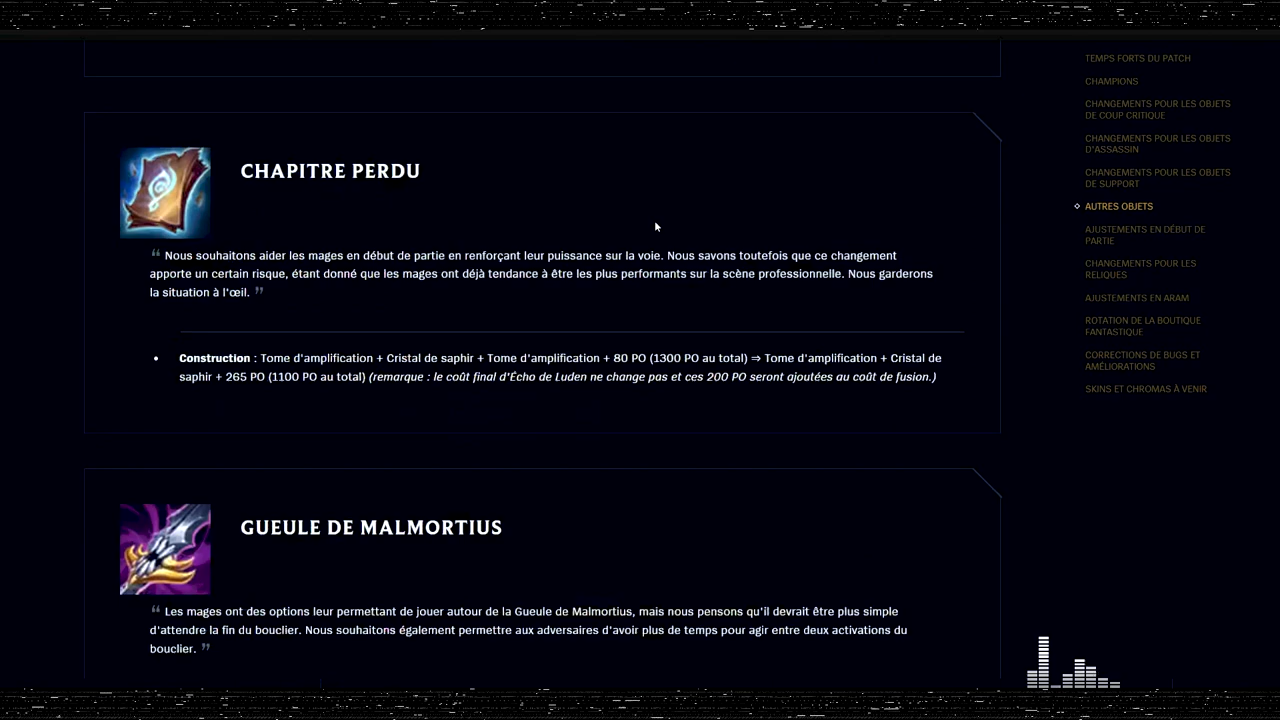 CHAPITRE PERDU
“ Nous souhaitons aider les mages en début de partie en renforçant leur puissance sur la voie. Nous savons toutefois que ce changement
apporte un certain risque, étant donné que les mages ont déjà tendance à être les plus performants sur la scène professionnelle. Nous garderons
la situation à l'œil. ”
• Construction : Tome d'amplification + Cristal de saphir + Tome d'amplification + 80 PO (1300 PO au total) ⇒ Tome d'amplification + Cristal de
saphir + 265 PO (1100 PO au total) (remarque : le coût final d'Écho de Luden ne change pas et ces 200 PO seront ajoutées au coût de fusion.)
GUEULE DE MALMORTIUS
“ Les mages ont des options leur permettant de jouer autour de la Gueule de Malmortius, mais nous pensons qu'il devrait être plus simple
d'attendre la fin du bouclier. Nous souhaitons également permettre aux adversaires d'avoir plus de temps pour agir entre deux activations du
bouclier. ”
TEMPS FORTS DU PATCH
CHAMPIONS
CHANGEMENTS POUR LES OBJETS
DE COUP CRITIQUE
CHANGEMENTS POUR LES OBJETS
D'ASSASSIN
CHANGEMENTS POUR LES OBJETS
DE SUPPORT
AUTRES OBJETS
AJUSTEMENTS EN DÉBUT DE
PARTIE
CHANGEMENTS POUR LES
RELIQUES
AJUSTEMENTS EN ARAM
ROTATION DE LA BOUTIQUE
FANTASTIQUE
CORRECTIONS DE BUGS ET
AMÉLIORATIONS
SKINS ET CHROMAS À VENIR